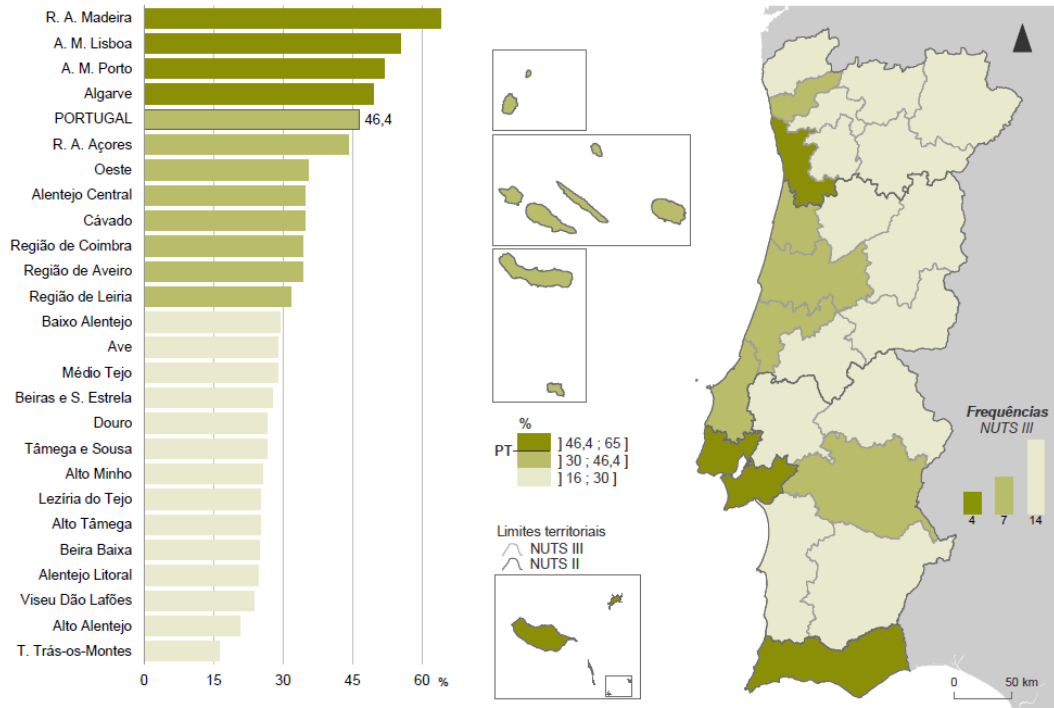 R. A. Madeira
A. M. Lisboa
A. M. Porto
Algarve
PORTUGAL 46,4
R. A. Açores
Oeste
Alentejo Central
Cávado
Região de Coimbra
Região de Aveiro
Região de Leiria
Baixo Alentejo
Ave
Médio Tejo
Beiras e S. Estrela
Douro
Tâmega e Sousa
Alto Minho
Lezíria do Tejo
Alto Tâmega
Beira Baixa
Alentejo Litoral
Viseu Dão Lafões
Alto Alentejo
T. Trás-os-Montes
0 15 30 45 60 %
%
PT
] 46,4 ; 65 ]
] 30 ; 46,4 ]
] 16 ; 30 ]
Limites territoriais
NUTS III
NUTS II
Frequências
NUTS III
4 7 14
0 50 km